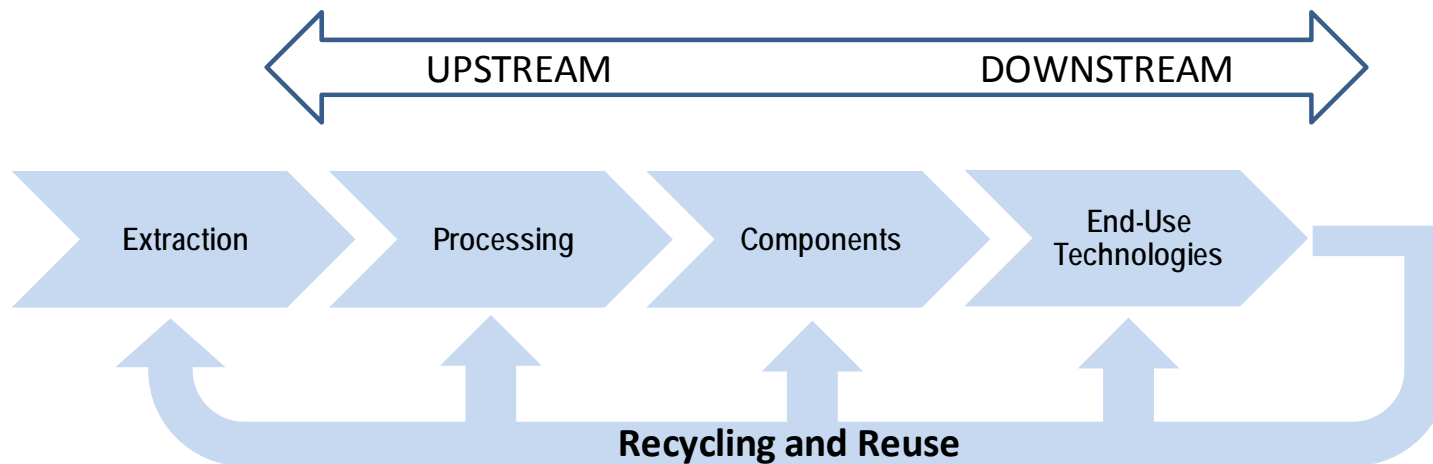 UPSTREAM DOWNSTREAM
Extraction Processing Components End-Use
Technologies
Recycling and Reuse